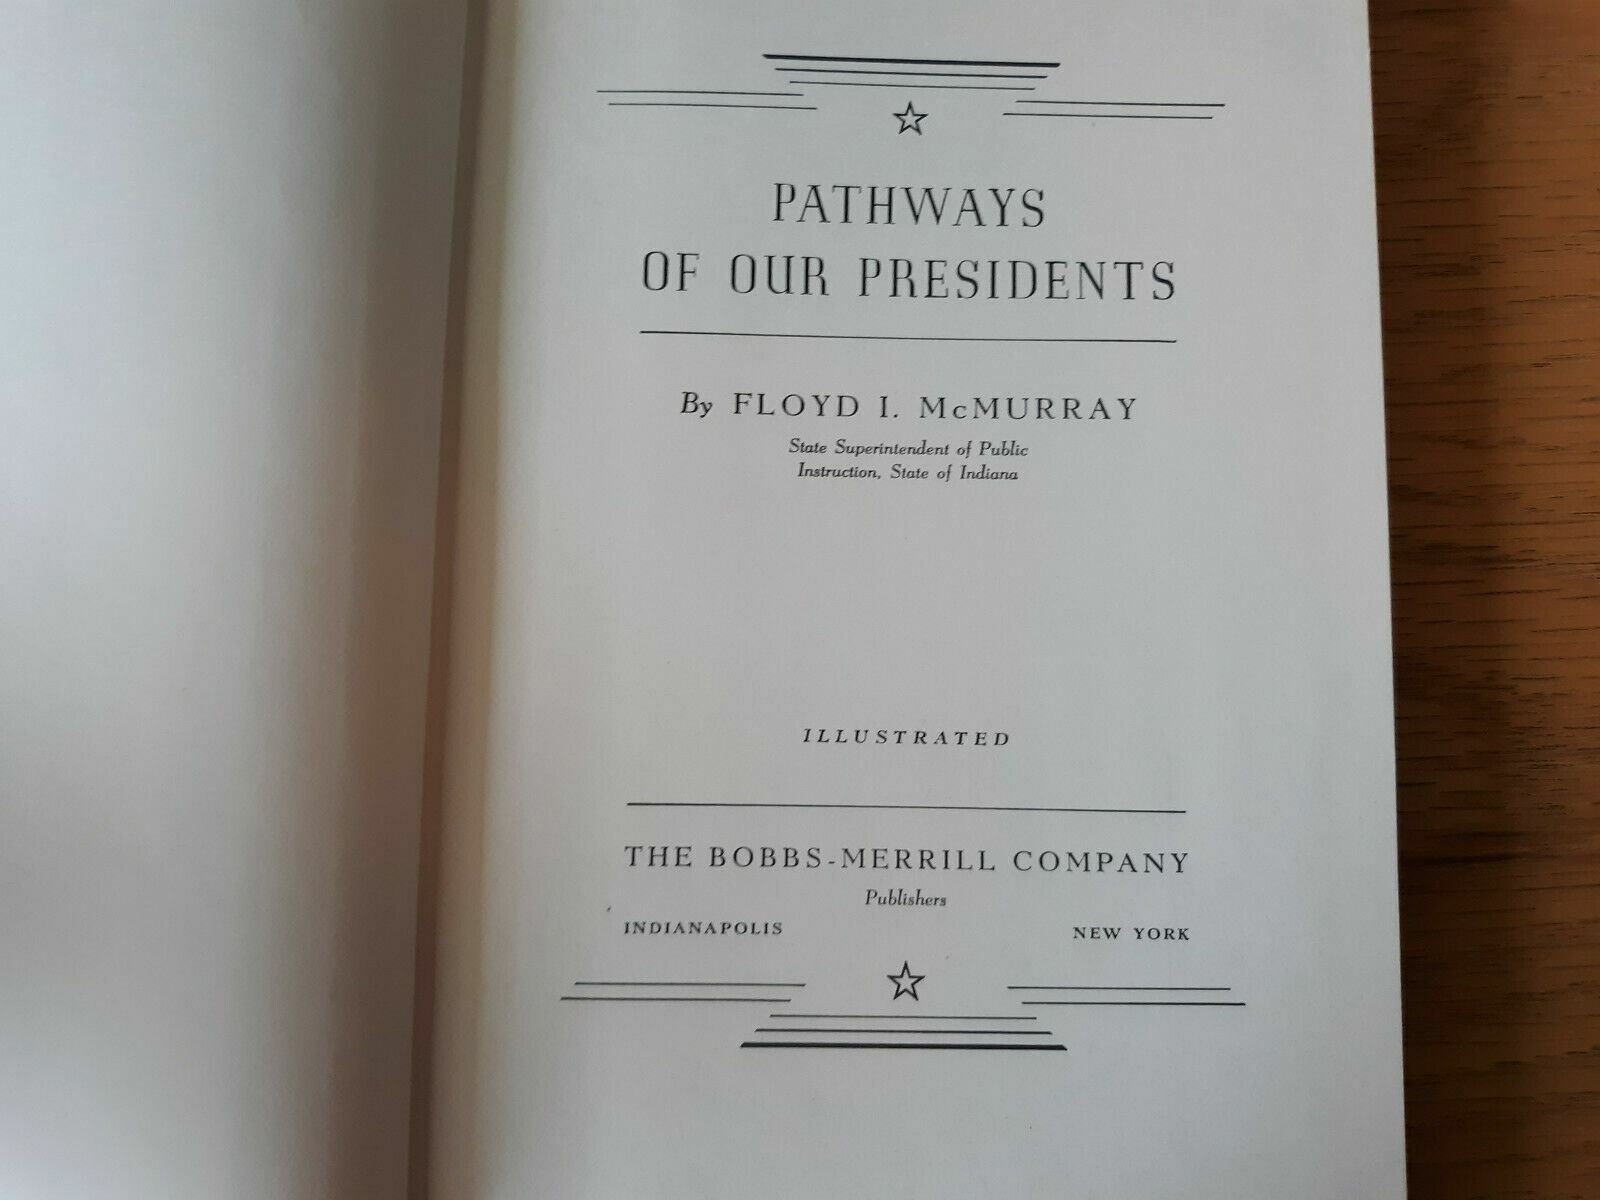 PATHWAYS
OF OUR PRESIDENTS
By FLOYD I. McMURRAY
State Superintendent of Public
Instruction, State of Indiana
ILLUSTRATED
THE BOBBS-MERRILL COMPANY
Publishers
INDIANAPOLIS NEW YORK